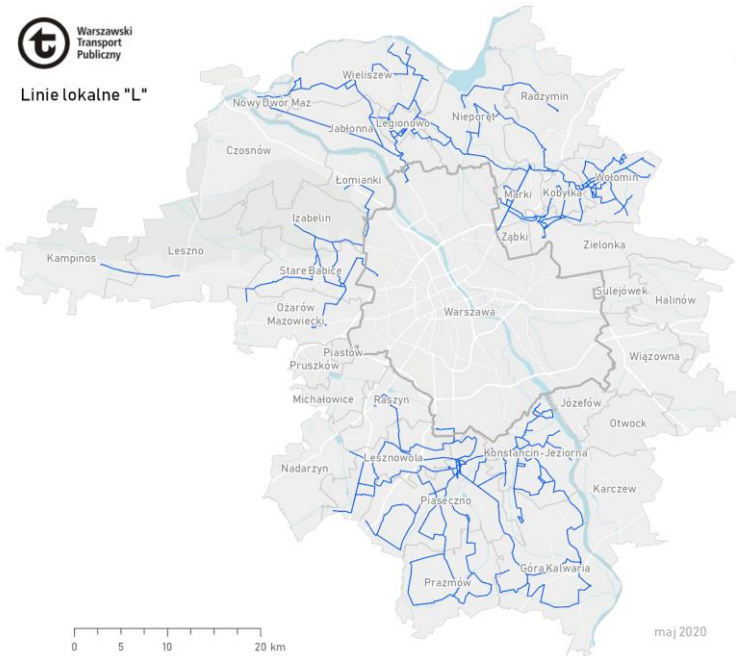 Warszawski
Transport
Publiczny
Linie lokalne "L"
Wieliszew
Nowy Dwór Maz
Radzymin
Nieporęt
Jabłonna
Legionowo
Czosnów
Łomianki
Wołomin
Marki
Kobyłka
Izabelin
Ząbki
Leszno
Kampinos
Zielonka
Stare Babice
Sulejówek
Halinów
Ożarów
Mazowiecki
Warszawa
Piastów
Wiązowna
Pruszków
Michałowice
Raszyn
Józefów
Otwock
Lesznowola
Konstancin-Jeziorna
Nadarzyn
Karczew
Piaseczno
Góra Kalwaria
Prażmów
maj 2020
0 5 10 20 km